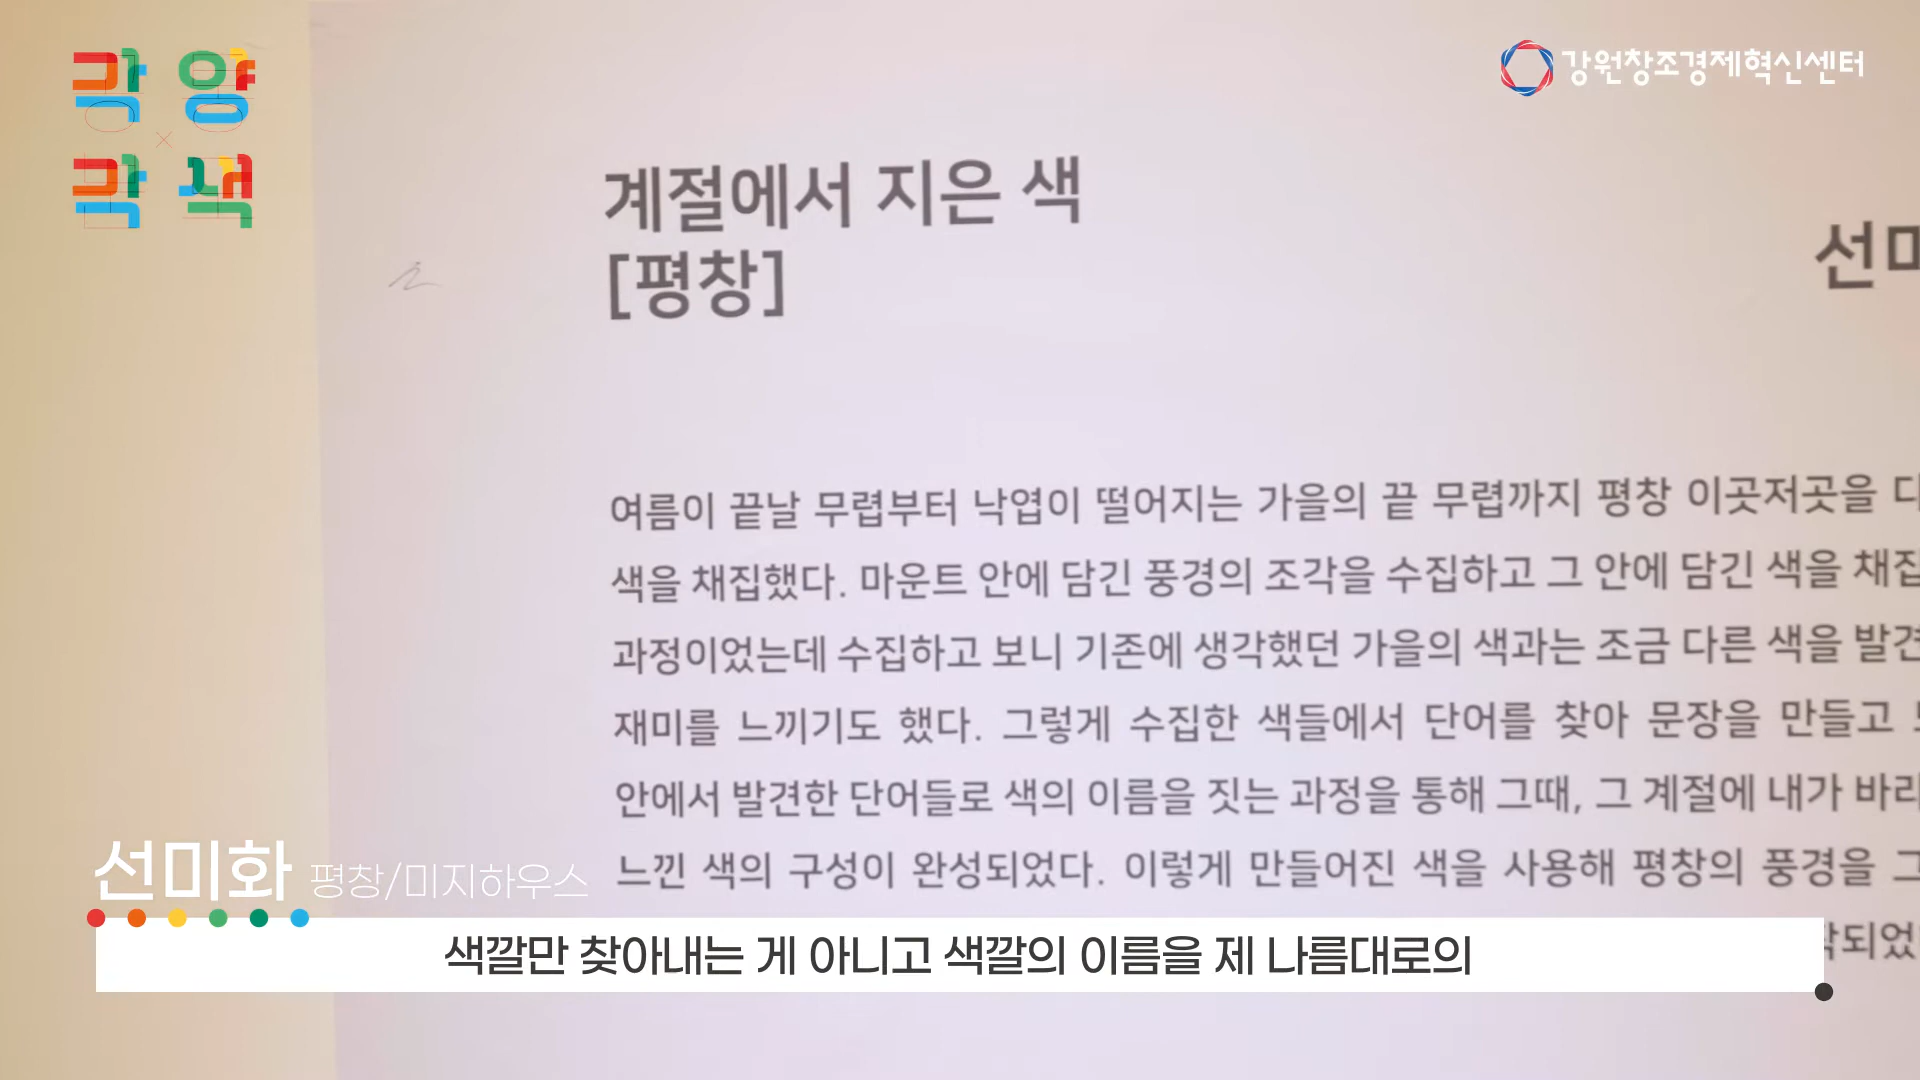 각양
각색
강원창조경제혁신센터
계절에서 지은 색
[평창]
여름이 끝날 무렵부터 낙엽이 떨어지는 가을의 끝 무렵까지 평창 이곳저곳을
색을 채집했다. 마운트 안에 담긴 풍경의 조각을 수집하고 그 안에 담긴 색을
과정이었는데 수집하고 보니 기존에 생각했던 가을의 색과는 조금 다른 색을
재미를 느끼기도 했다. 그렇게 수집한 색들에서 단어를 찾아 문장을 만들고
안에서 발견한 단어들로 색의 이름을 짓는 과정을 통해 그때, 그 계절에 내가
느낀 색의 구성이 완성되었다. 이렇게 만들어진 색을 사용해 평창의 풍경을
선미화 평창/미지하우스
색깔만 찾아내는 게 아니고 색깔의 이름을 제 나름대로의